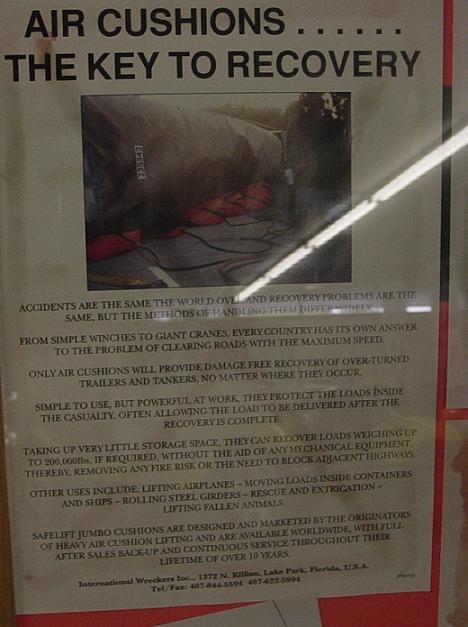 AIR CUSHIONS . . . . . .
THE KEY TO RECOVERY
ACCIDENTS ARE THE SAME THE WORLD OVER AND RECOVERY PROBLEMS ARE THE
SAME, BUT THE METHODS OF HANDLING THEM DIFFER WIDELY.
FROM SIMPLE WINCHES TO GIANT CRANES, EVERY COUNTRY HAS ITS OWN ANSWER
TO THE PROBLEM OF CLEARING ROADS WITH THE MAXIMUM SPEED.
ONLY AIR CUSHIONS WILL PROVIDE DAMAGE FREE RECOVERY OF OVER-TURNED
TRAILERS AND TANKERS, NO MATTER WHERE THEY OCCUR.
SIMPLE TO USE, BUT POWERFUL AT WORK, THEY PROTECT THE LOADS INSIDE
THE CASUALTY, OFTEN ALLOWING THE LOAD TO BE DELIVERED AFTER THE
RECOVERY IS COMPLETE.
TAKING UP VERY LITTLE STORAGE SPACE, THEY CAN RECOVER LOADS WEIGHING UP
TO 200,000lbs, IF REQUIRED, WITHOUT THE AID OF ANY MECHANICAL EQUIPMENT,
THEREBY, REMOVING ANY FIRE RISK OR THE NEED TO BLOCK ADJACENT HIGHWAYS.
OTHER USES INCLUDE; LIFTING AIRPLANES – MOVING LOADS INSIDE CONTAINERS
AND SHIPS – ROLLING STEEL GIRDERS – RESCUE AND EXTRICATION –
LIFTING FALLEN ANIMALS.
SAFELIFT JUMBO CUSHIONS ARE DESIGNED AND MARKETED BY THE ORIGINATORS
OF HEAVY AIR CUSHION LIFTING AND ARE AVAILABLE WORLDWIDE, WITH FULL
AFTER SALES BACK-UP AND CONTINUOUS SERVICE THROUGHOUT THEIR
LIFETIME OF OVER 10 YEARS.
International Wreckers Inc., 1372 N. Killian, Lake Park, Florida, U.S.A.
Tel/Fax: 407-844-5594 407-622-5994